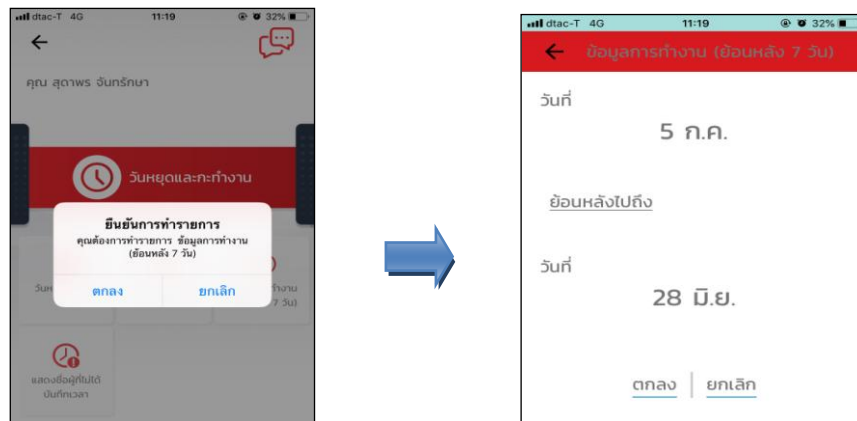 dtac-T 4G 11:19 32%
คุณ สุดาพร จันทรักษา
วันหยุดและกะทำงาน
ยืนยันการทำรายการ
คุณต้องการทำรายการ ข้อมูลการทำงาน
(ย้อนหลัง 7 วัน)
ตกลง ยกเลิก
7 วัน)
แสดงชื่อผู้ที่ไม่ได้
บันทึกเวลา
dtac-T 4G 11:19 32%
ข้อมูลการทำงาน (ย้อนหลัง 7 วัน)
วันที่
5 ก.ค.
ย้อนหลังไปถึง
วันที่
28 มิ.ย.
ตกลง ยกเลิก